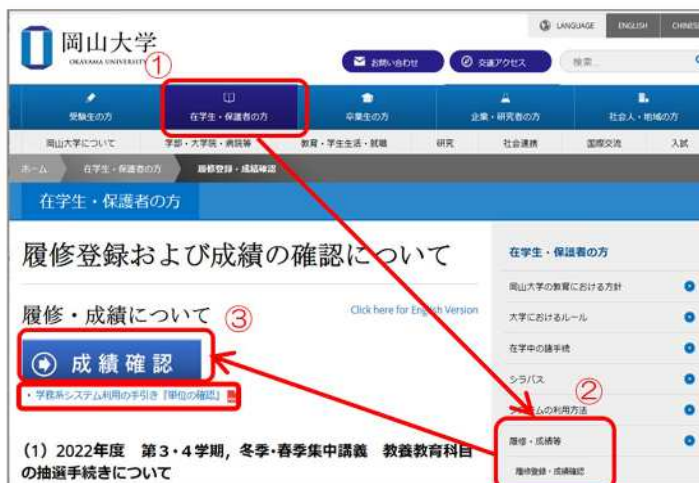 岡山大学
OKAYAMA UNIVERSITY
LANGUAGE ENGLISH CHINESE
お問い合わせ 交通アクセス 検索...
①
受験生の方 在学生・保護者の方 卒業生の方 企業・研究者の方 社会人・地域の方
岡山大学について 学部・大学院・病院等 教育・学生生活・就職 研究 社会連携 国際交流 入試
ホーム 在学生・保護者の方 履修登録・成績確認
在学生・保護者の方
履修登録および成績の確認について
履修・成績について
Click here for English Version
③
成績確認
・学務系システム利用の手引き『単位の確認』
(1)2022年度 第3・4学期,冬季・春季集中講義 教養教育科目
の抽選手続きについて
在学生・保護者の方
岡山大学の教育における方針
大学におけるルール
在学中の諸手続
シラバス
②
システムの利用方法
履修・成績等
履修登録・成績確認